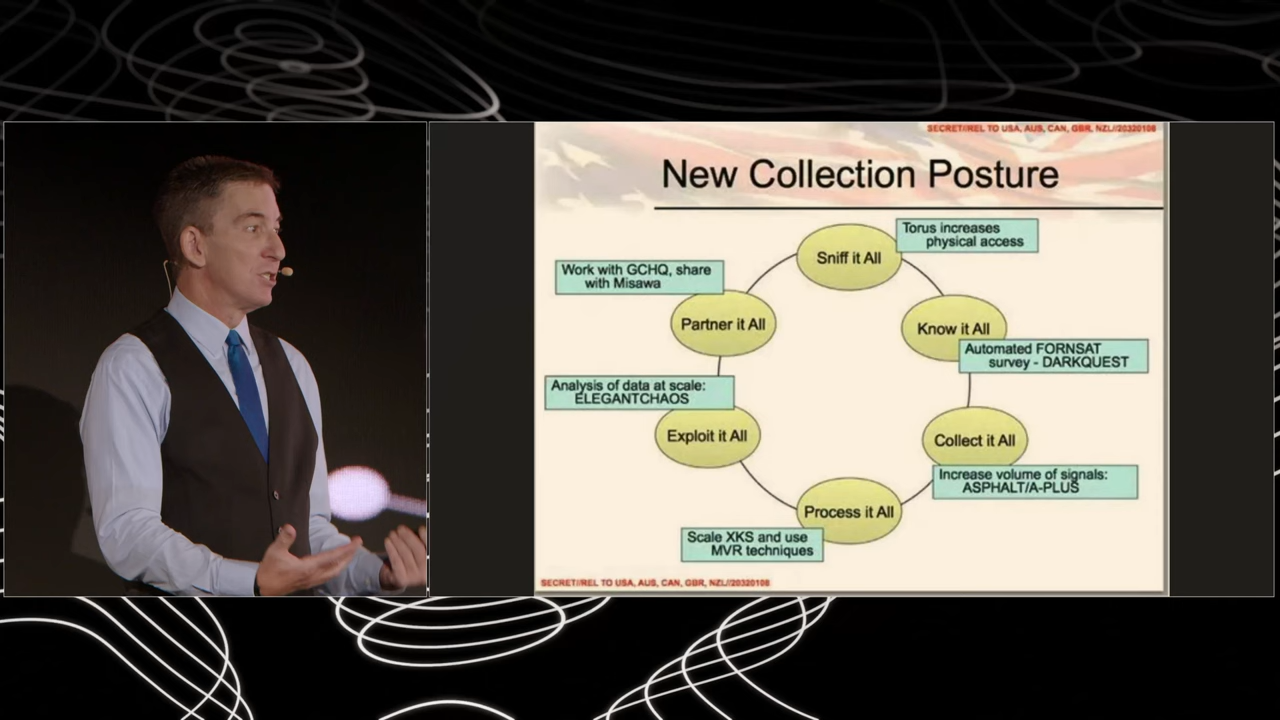 SECRET//REL TO USA, AUS, CAN, GBR, NZL//20320108
New Collection Posture
Torus increases
physical access
Sniff it All
Work with GCHQ, share
with Misawa
Partner it All
Know it All
Automated FORNSAT
survey - DARKQUEST
Analysis of data at scale:
ELEGANTCHAOS
Exploit it All
Collect it All
Increase volume of signals:
ASPHALT/A-PLUS
Process it All
Scale XKS and use
MVR techniques
SECRET//REL TO USA, AUS, CAN, GBR, NZL//20320108